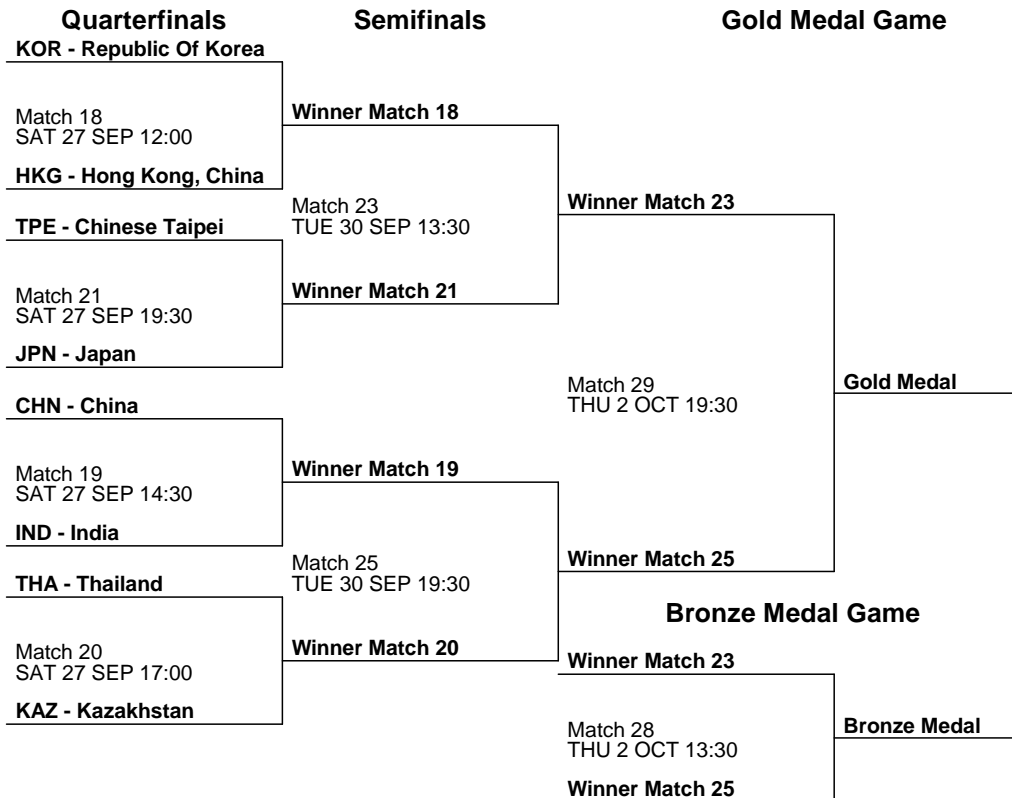 Quarterfinals
Semifinals
Gold Medal Game
KOR - Republic Of Korea
Match 18
SAT 27 SEP 12:00
HKG - Hong Kong, China
Winner Match 18
TPE - Chinese Taipei
Match 21
SAT 27 SEP 19:30
JPN - Japan
Match 23
TUE 30 SEP 13:30
Winner Match 21
Winner Match 23
CHN - China
Match 19
SAT 27 SEP 14:30
IND - India
Winner Match 19
THA - Thailand
Match 20
SAT 27 SEP 17:00
KAZ - Kazakhstan
Match 25
TUE 30 SEP 19:30
Winner Match 20
Match 29
THU 2 OCT 19:30
Gold Medal
Winner Match 25
Bronze Medal Game
Winner Match 23
Match 28
THU 2 OCT 13:30
Bronze Medal
Winner Match 25